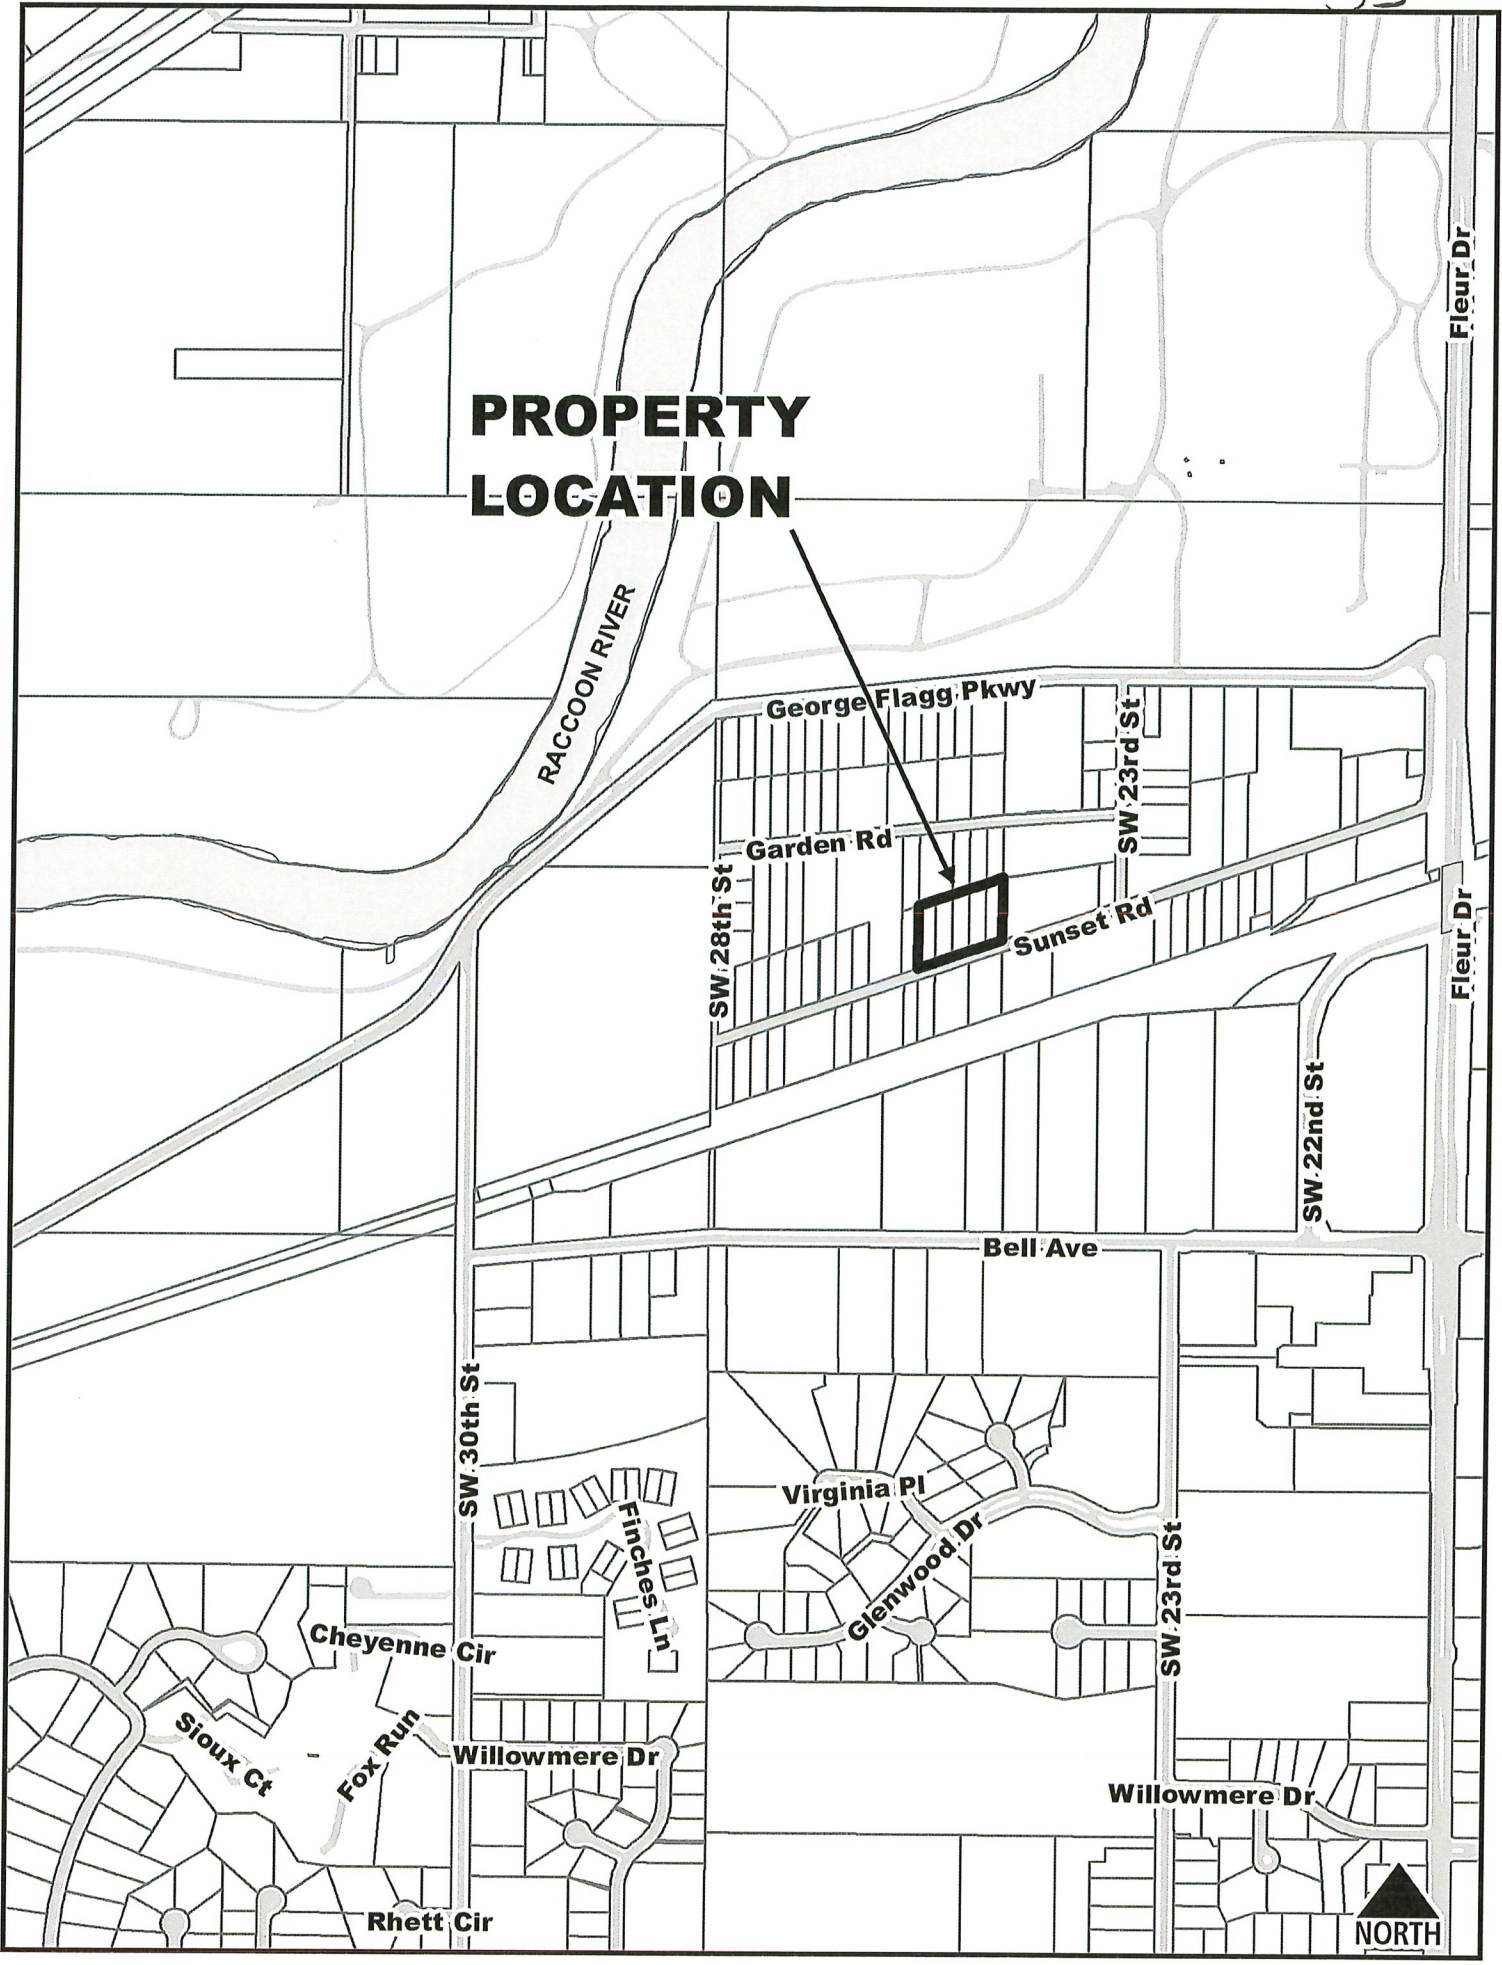 Fleur Dr
PROPERTY
LOCATION
RACCOON RIVER
George Flagg Pkwy
SW 23rd St
Garden Rd
SW 28th St
Sunset Rd
Fleur Dr
SW 22nd St
Bell Ave
SW 30th St
Virginia Pl
Finches Ln
Glenwood Dr
SW 23rd St
Cheyenne Cir
Sioux Ct
Fox Run
Willowmere Dr
Willowmere Dr
Rhett Cir
NORTH